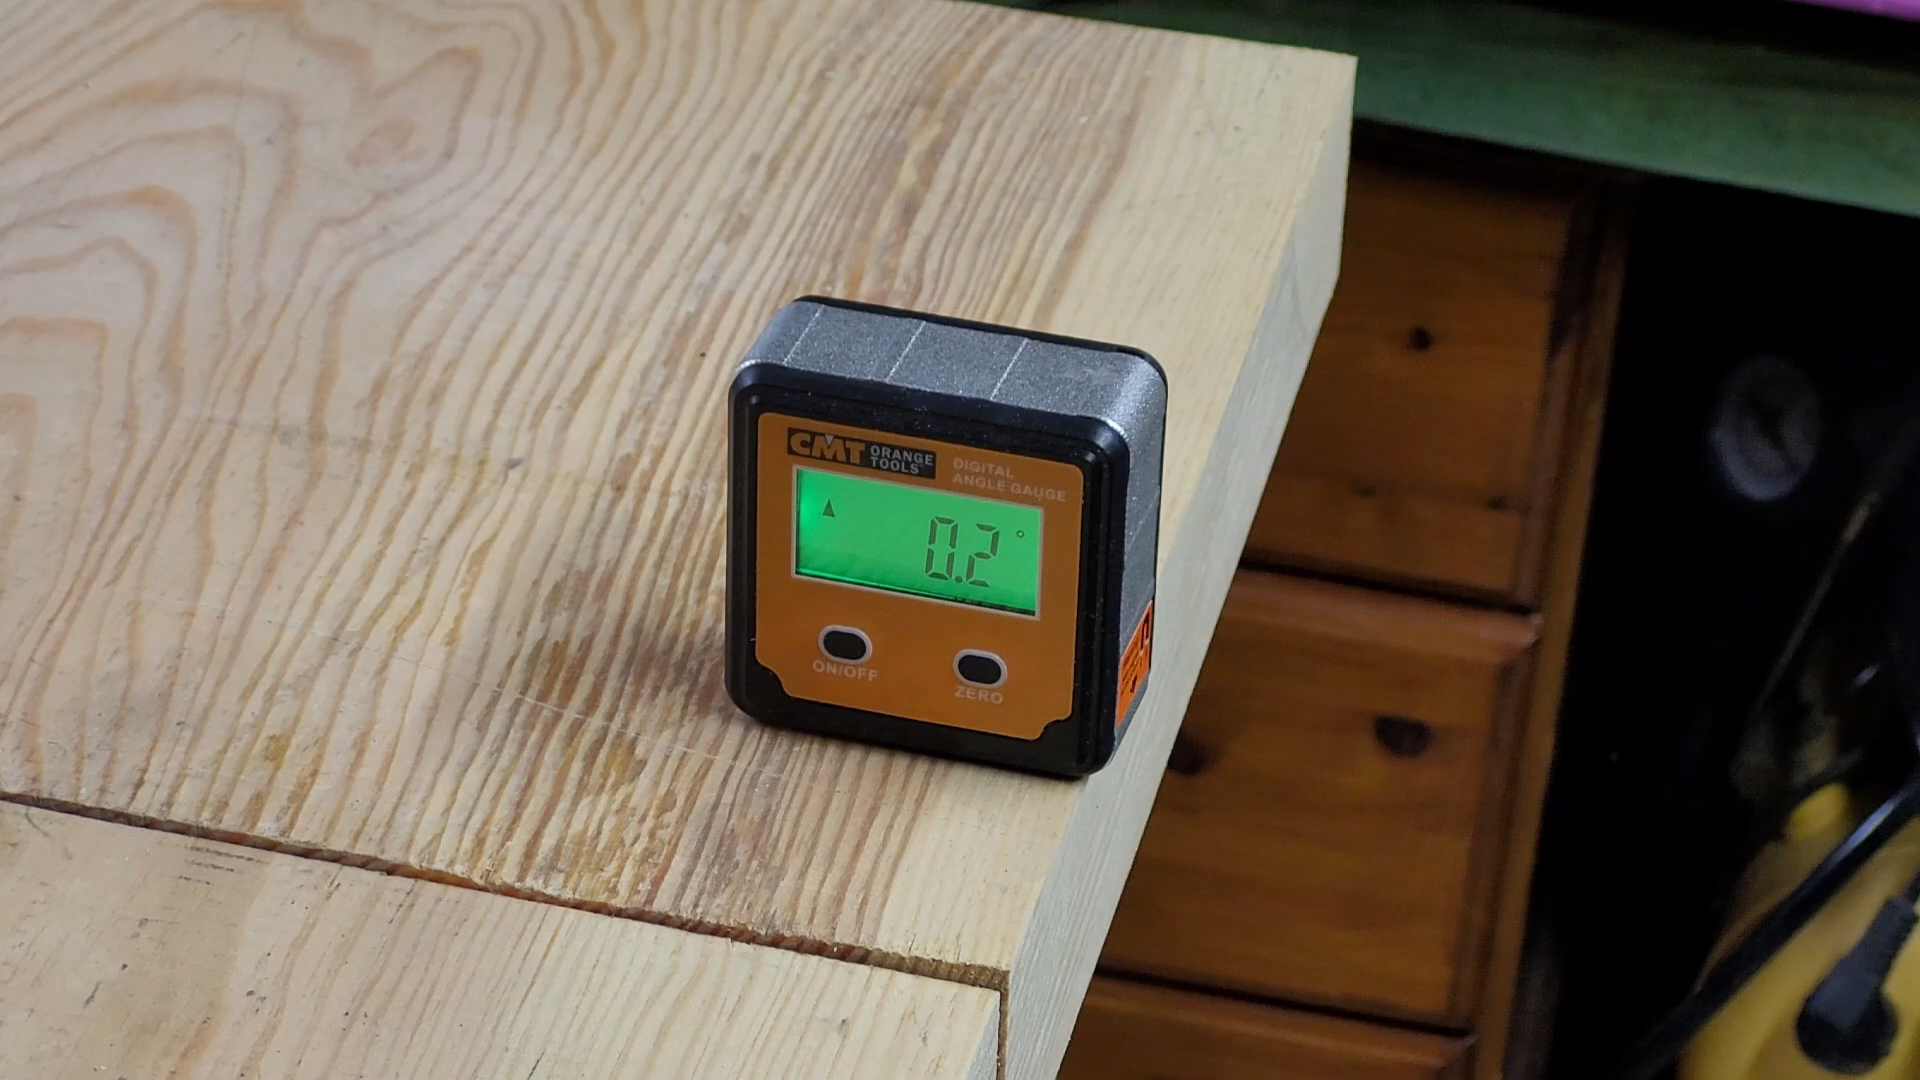 CMT ORANGE
TOOLS
DIGITAL
ANGLE GAUGE
0.2°
ON/OFF
ZERO